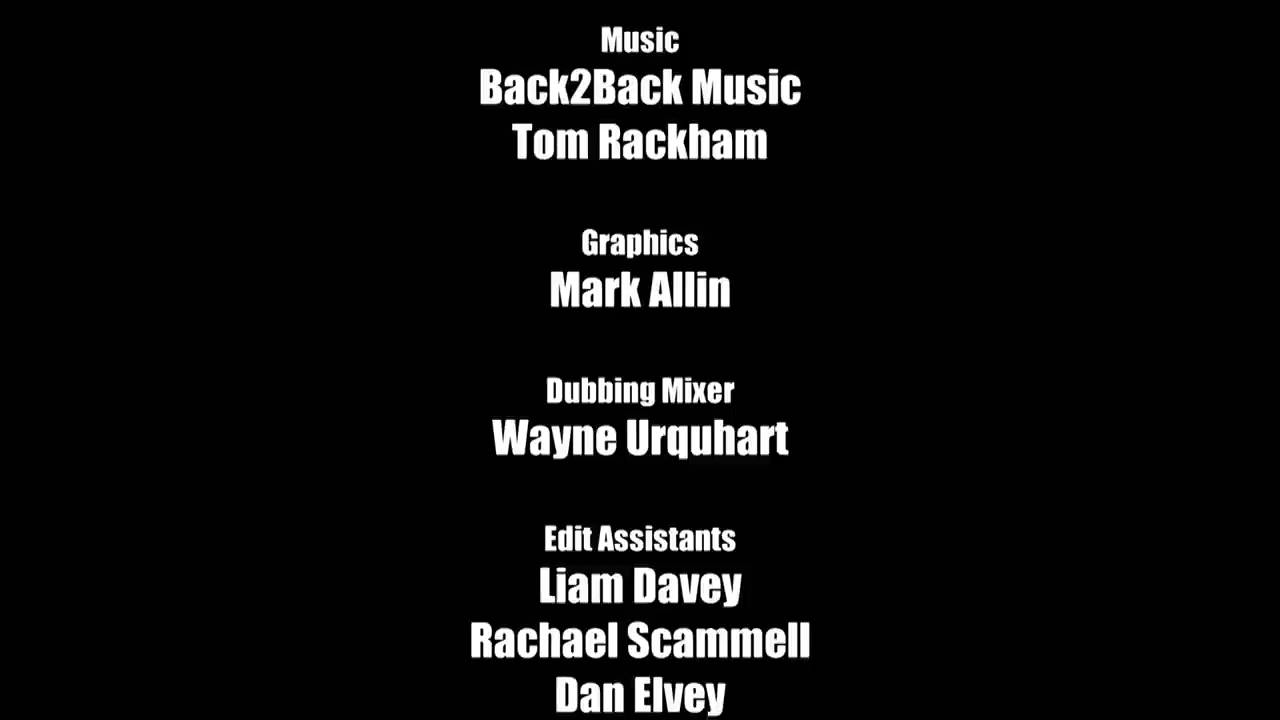 Music
Back2Back Music
Tom Rackham
Graphics
Mark Allin
Dubbing Mixer
Wayne Urquhart
Edit Assistants
Liam Davey
Rachael Scammell
Dan Elvey